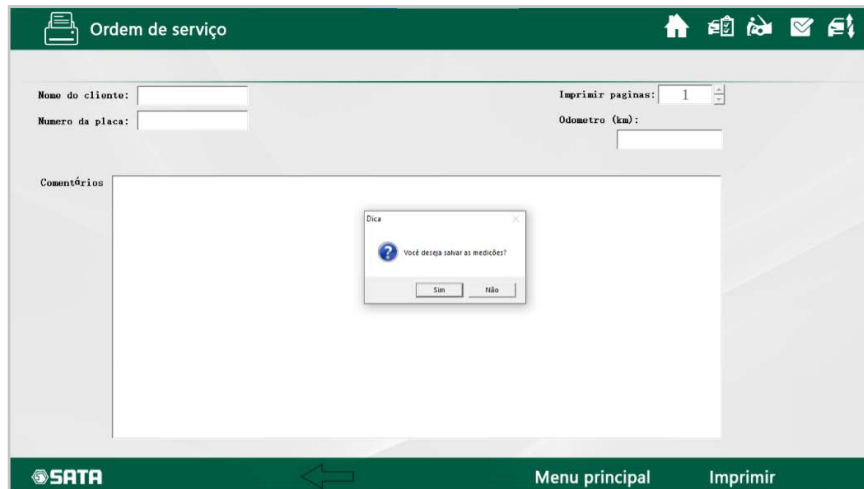 Ordem de serviço
Nome do cliente:
Imprimir paginas: 1
Numero da placa:
Odometro (km):
Comentários
Dica
Você deseja salvar as medições?
Sim Não
SATA
Menu principal Imprimir